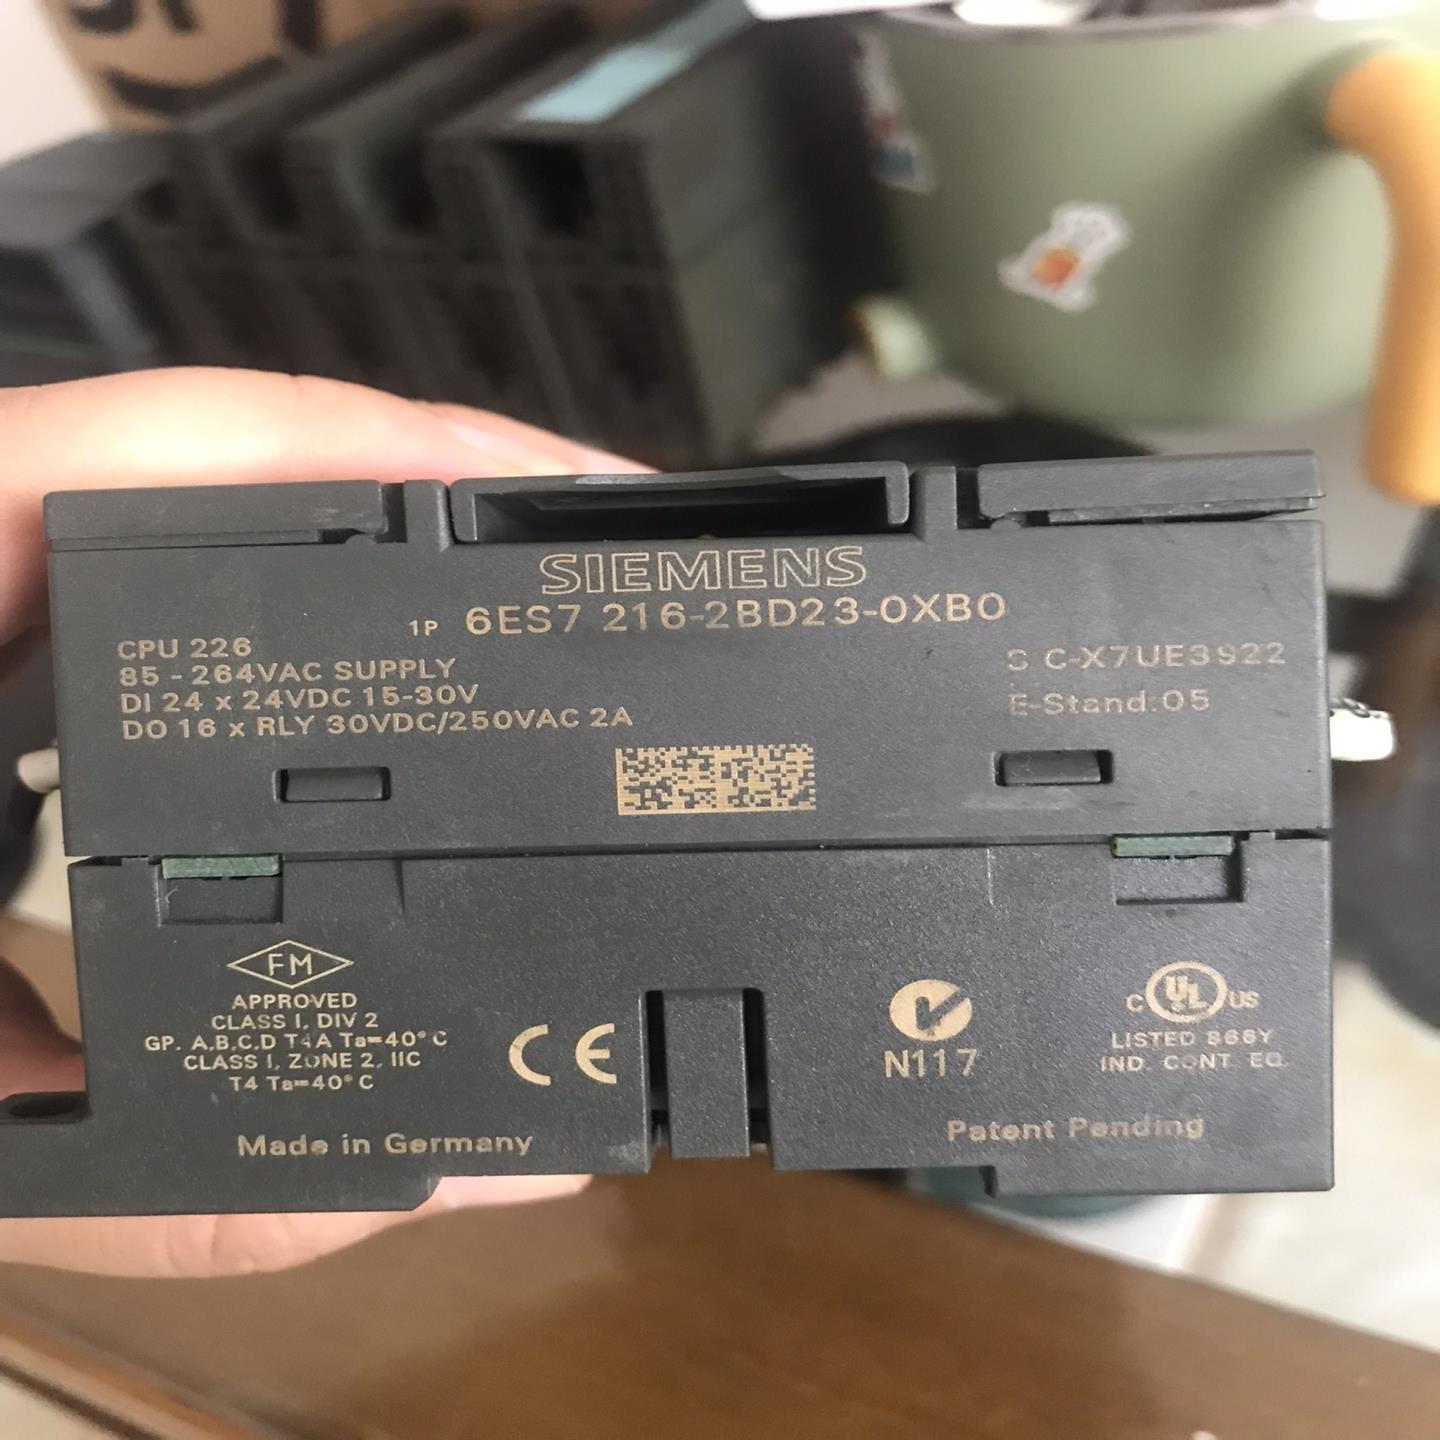 SIEMENS
1P 6ES7 216-2BD23-0XB0
CPU 226
85 - 264VAC SUPPLY
DI 24 x 24VDC 15-30V
DO 16 x RLY 30VDC/250VAC 2A
S C-X7UE3922
E-Stand:05
FM
APPROVED
CLASS I, DIV 2
GP. A,B,C,D T4A Ta=40°C
CLASS I, ZONE 2, IIC
T4 Ta=40°C
CE
N117
C UL US
LISTED 866Y
IND. CONT. EQ.
Made in Germany
Patent Pending